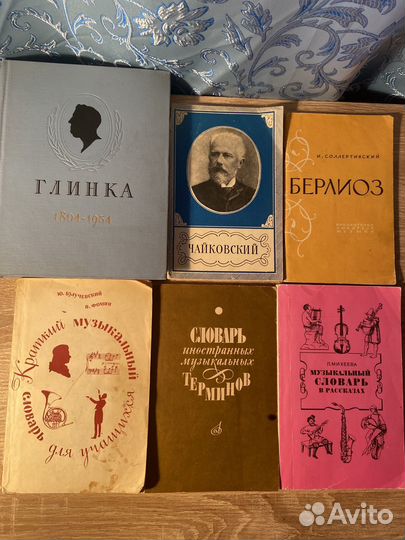 ГЛИНКА
1804-1954
ЧАЙКОВСКИЙ
И. СОЛЛЕРТИНСКИЙ
БЕРЛИОЗ
Ю. БУЛУЧЕВСКИЙ
В. ФОМИН
Краткий музыкальный
словарь для учащихся
СЛОВАРЬ
иностранных
музыкальных
ТЕРМИНОВ
Л. МИХЕЕВА
МУЗЫКАЛЬНЫЙ
СЛОВАРЬ
В РАССКАЗАХ
Avito